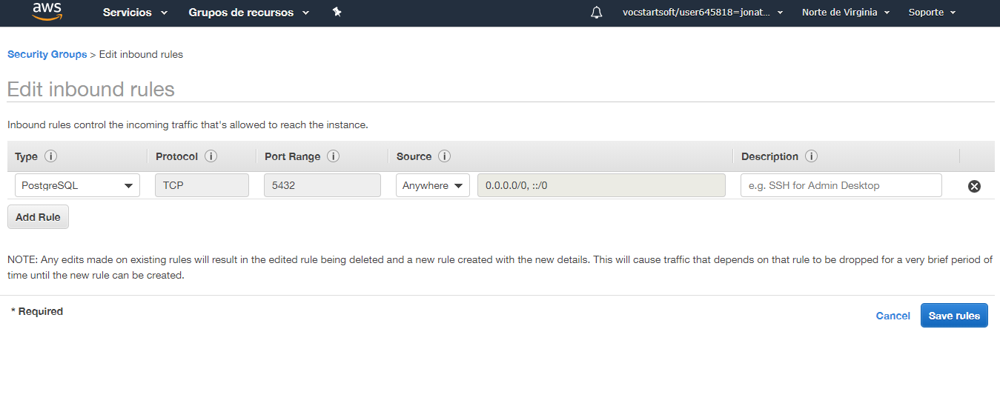 aws Servicios Grupos de recursos vocstartsoft/user645818=jonat... Norte de Virginia Soporte
Security Groups > Edit inbound rules
Edit inbound rules
Inbound rules control the incoming traffic that's allowed to reach the instance.
Type i Protocol i Port Range i Source i Description i
PostgreSQL TCP 5432 Anywhere 0.0.0.0/0, ::/0 e.g. SSH for Admin Desktop
Add Rule
NOTE: Any edits made on existing rules will result in the edited rule being deleted and a new rule created with the new details. This will cause traffic that depends on that rule to be dropped for a very brief period of
time until the new rule can be created.
* Required
Cancel Save rules